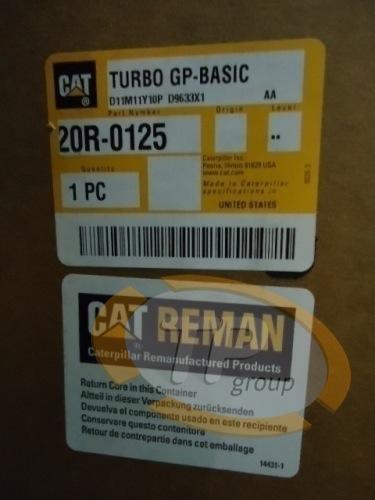 CAT
®
TURBO GP-BASIC
D11M11Y10P D9633X1 AA
Part Number Origin Level
20R-0125 --
Quantity
1 PC
Caterpillar Inc.
Peoria, Illinois 61629 USA
www.cat.com
Made to Caterpillar
specifications in
UNITED STATES
CAT REMAN
Caterpillar Remanufactured Products
Return Core in this Container
Altteil in dieser Verpackung zurücksenden
Devuelva el componente usado en este recipiente
Conservare questo contenitore
Retour de contrepartie dans cet emballage
14431-1
group